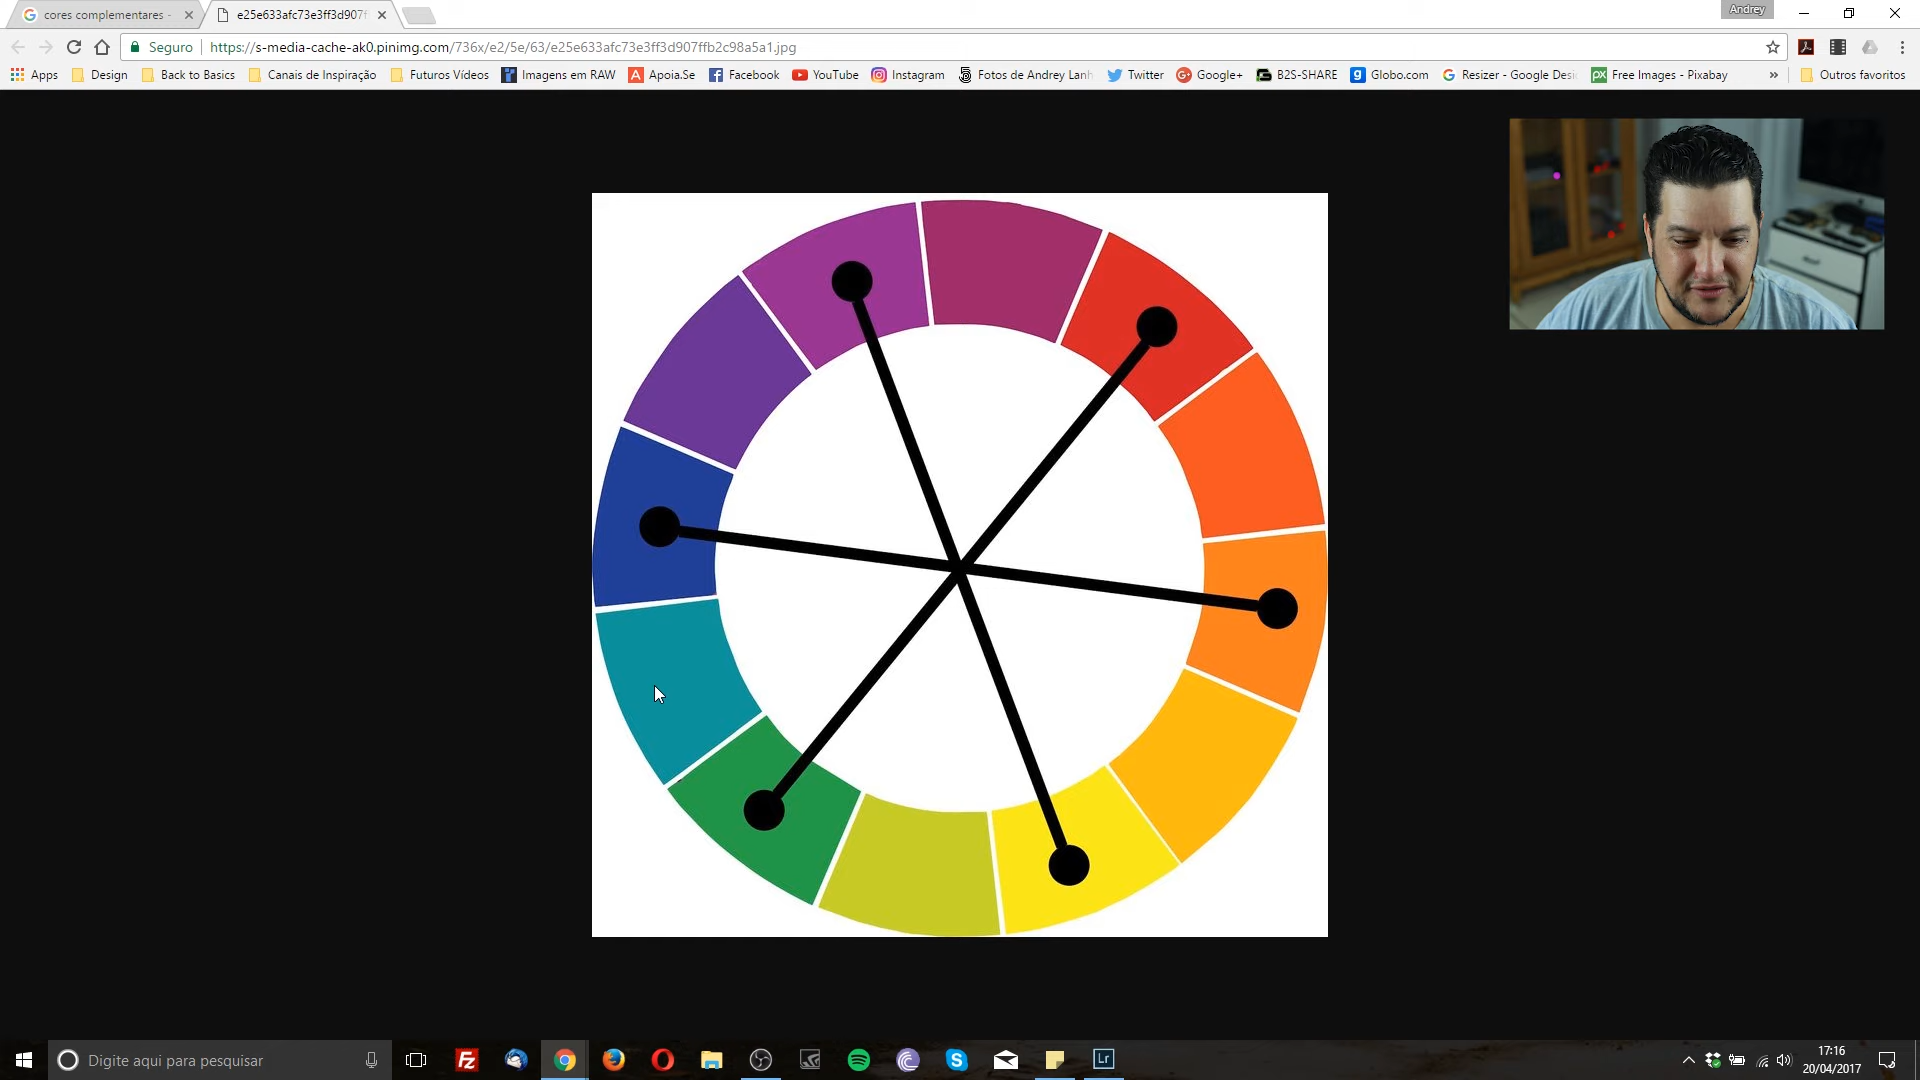 Andrey
cores complementares -
e25e633afc73e3ff3d907f
Seguro
https://s-media-cache-ak0.pinimg.com/736x/e2/5e/63/e25e633afc73e3ff3d907ffb2c98a5a1.jpg
Apps Design Back to Basics Canais de Inspiração Futuros Vídeos Imagens em RAW Apoia.Se Facebook YouTube Instagram Fotos de Andrey Lanh Twitter Google+ B2S-SHARE Globo.com Resizer - Google Desi Free Images - Pixabay » Outros favoritos
Digite aqui para pesquisar
Fz
S
Lr
17:16
20/04/2017